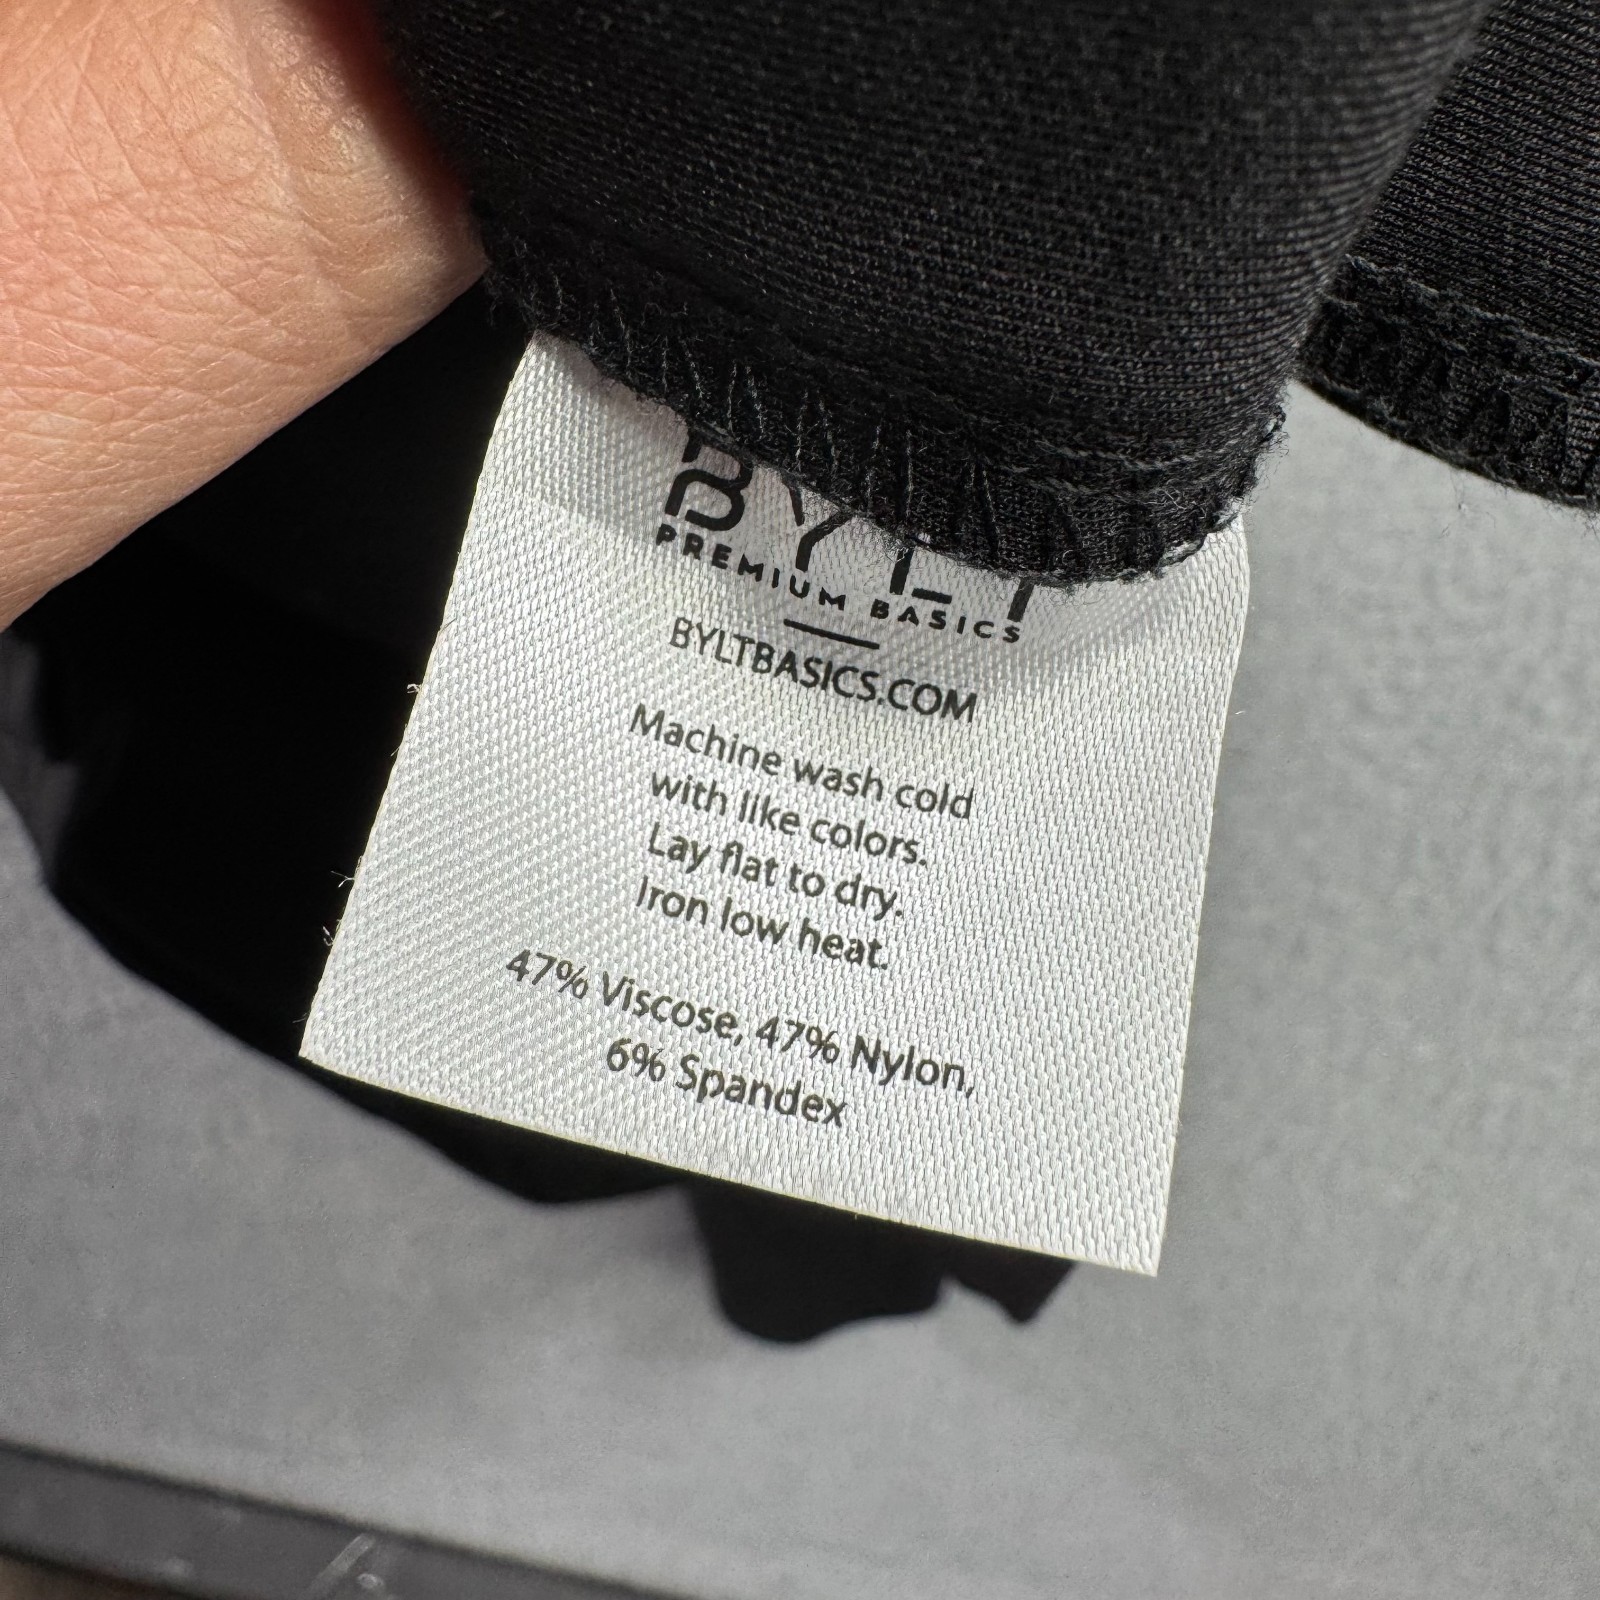 BYLT
PREMIUM BASICS
BYLTBASICS.COM
Machine wash cold
with like colors.
Lay flat to dry.
Iron low heat.
47% Viscose, 47% Nylon,
6% Spandex